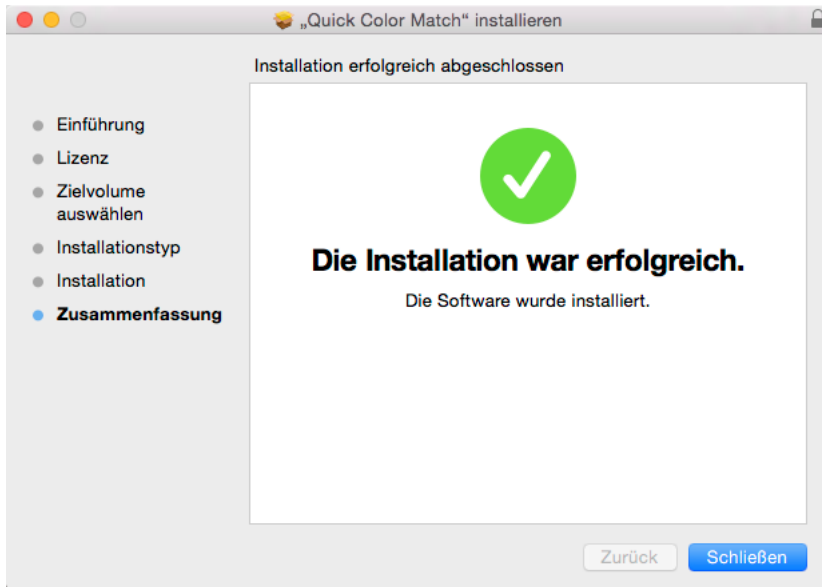 „Quick Color Match“ installieren
Installation erfolgreich abgeschlossen
Einführung
Lizenz
Zielvolume
auswählen
Installationstyp
Installation
Zusammenfassung
Die Installation war erfolgreich.
Die Software wurde installiert.
Zurück
Schließen